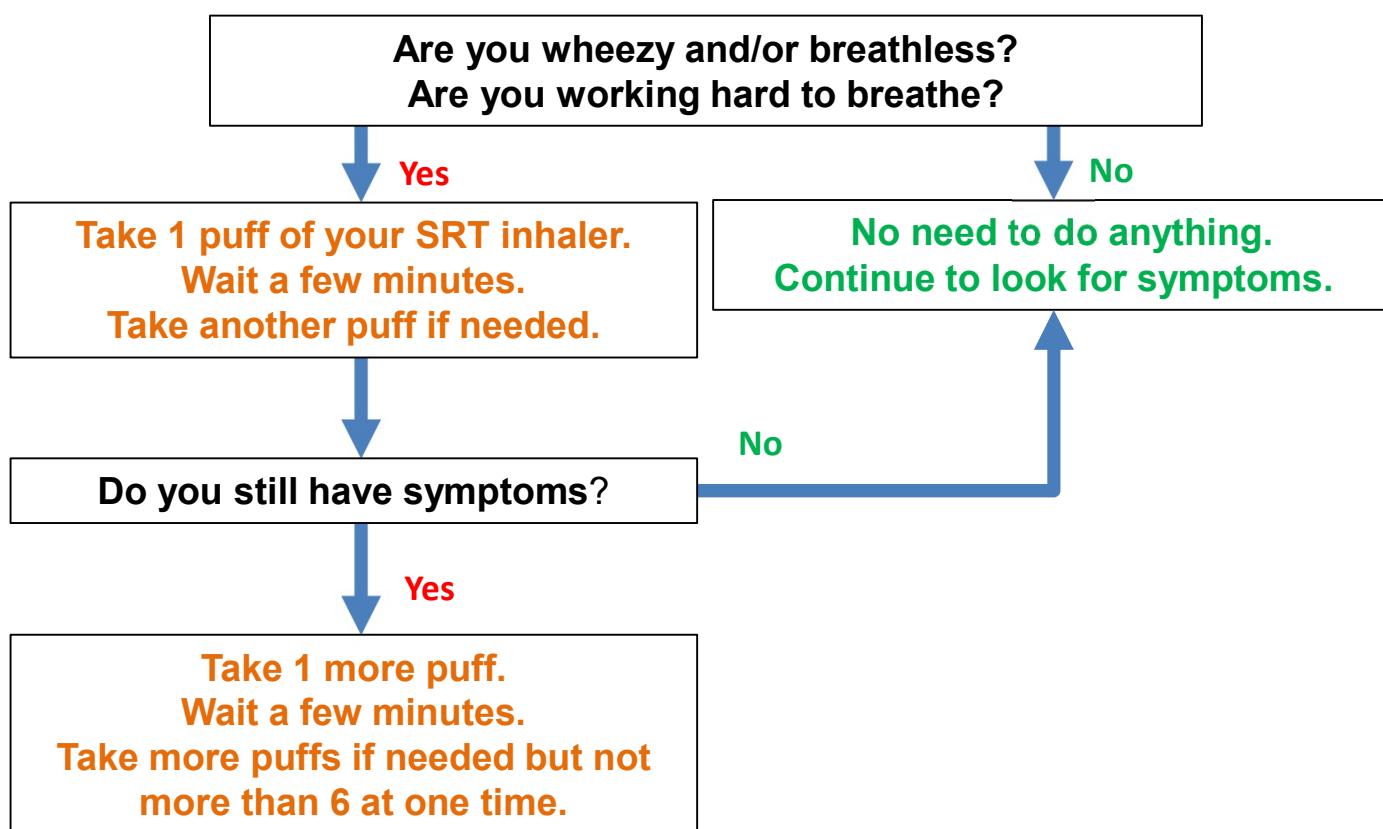 Are you wheezy and/or breathless?
Are you working hard to breathe?
Yes
No
Take 1 puff of your SRT inhaler.
Wait a few minutes.
Take another puff if needed.
No need to do anything.
Continue to look for symptoms.
No
Do you still have symptoms?
Yes
Take 1 more puff.
Wait a few minutes.
Take more puffs if needed but not
more than 6 at one time.